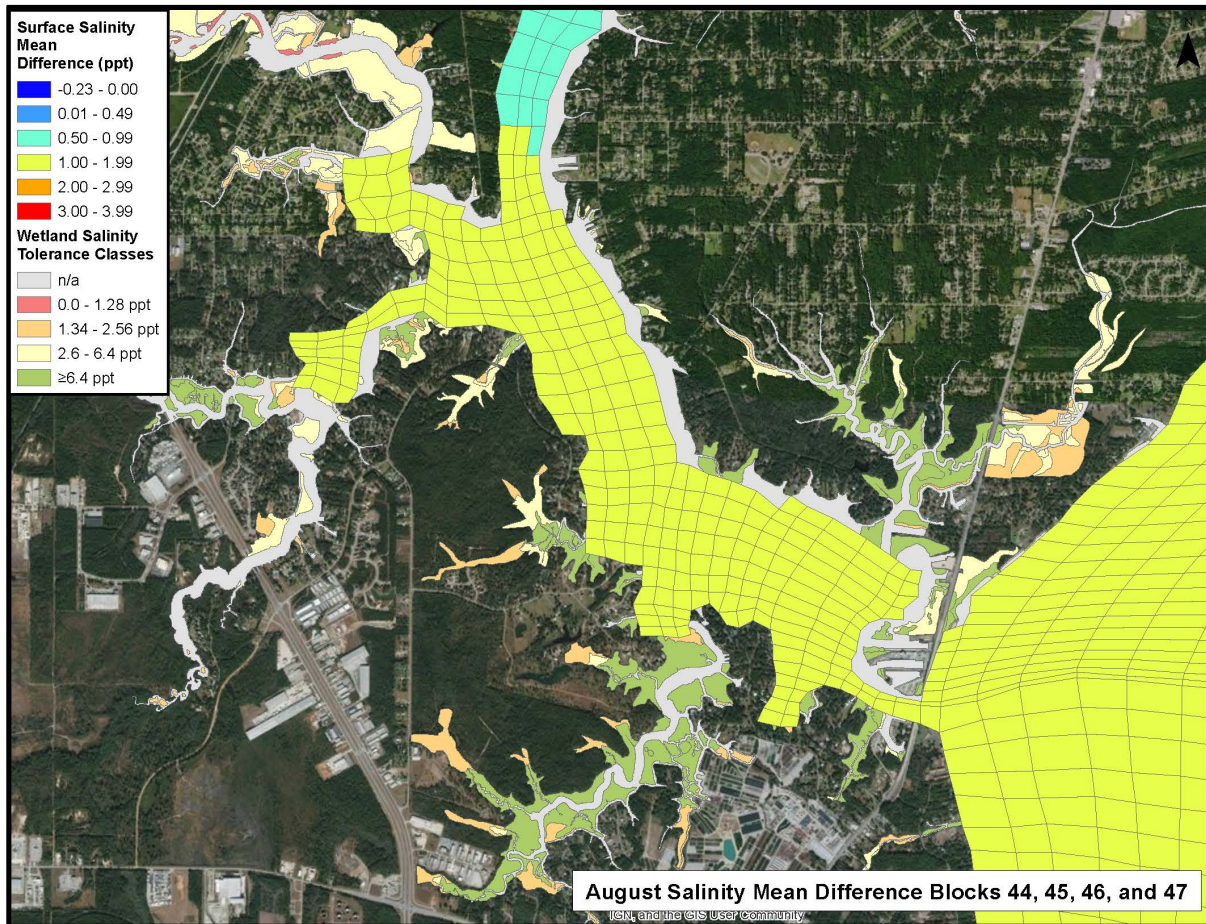 Surface Salinity
Mean
Difference (ppt)
-0.23 - 0.00
0.01 - 0.49
0.50 - 0.99
1.00 - 1.99
2.00 - 2.99
3.00 - 3.99
Wetland Salinity
Tolerance Classes
n/a
0.0 - 1.28 ppt
1.34 - 2.56 ppt
2.6 - 6.4 ppt
≥6.4 ppt
N
August Salinity Mean Difference Blocks 44, 45, 46, and 47
IGN, and the GIS User Community